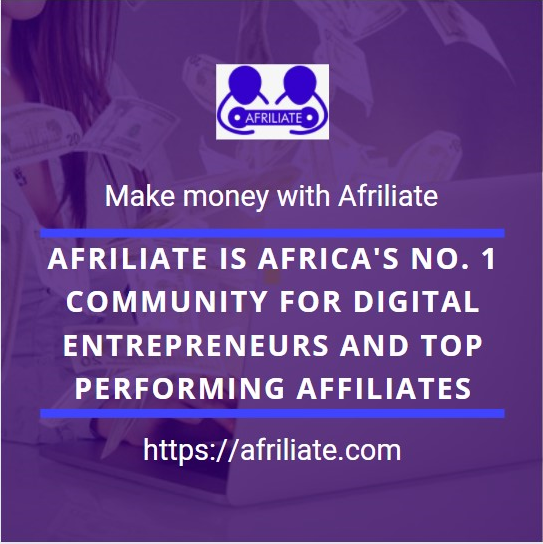 AFRILIATE
Make money with Afriliate
AFRILIATE IS AFRICA'S NO. 1
COMMUNITY FOR DIGITAL
ENTREPRENEURS AND TOP
PERFORMING AFFILIATES
https://afriliate.com